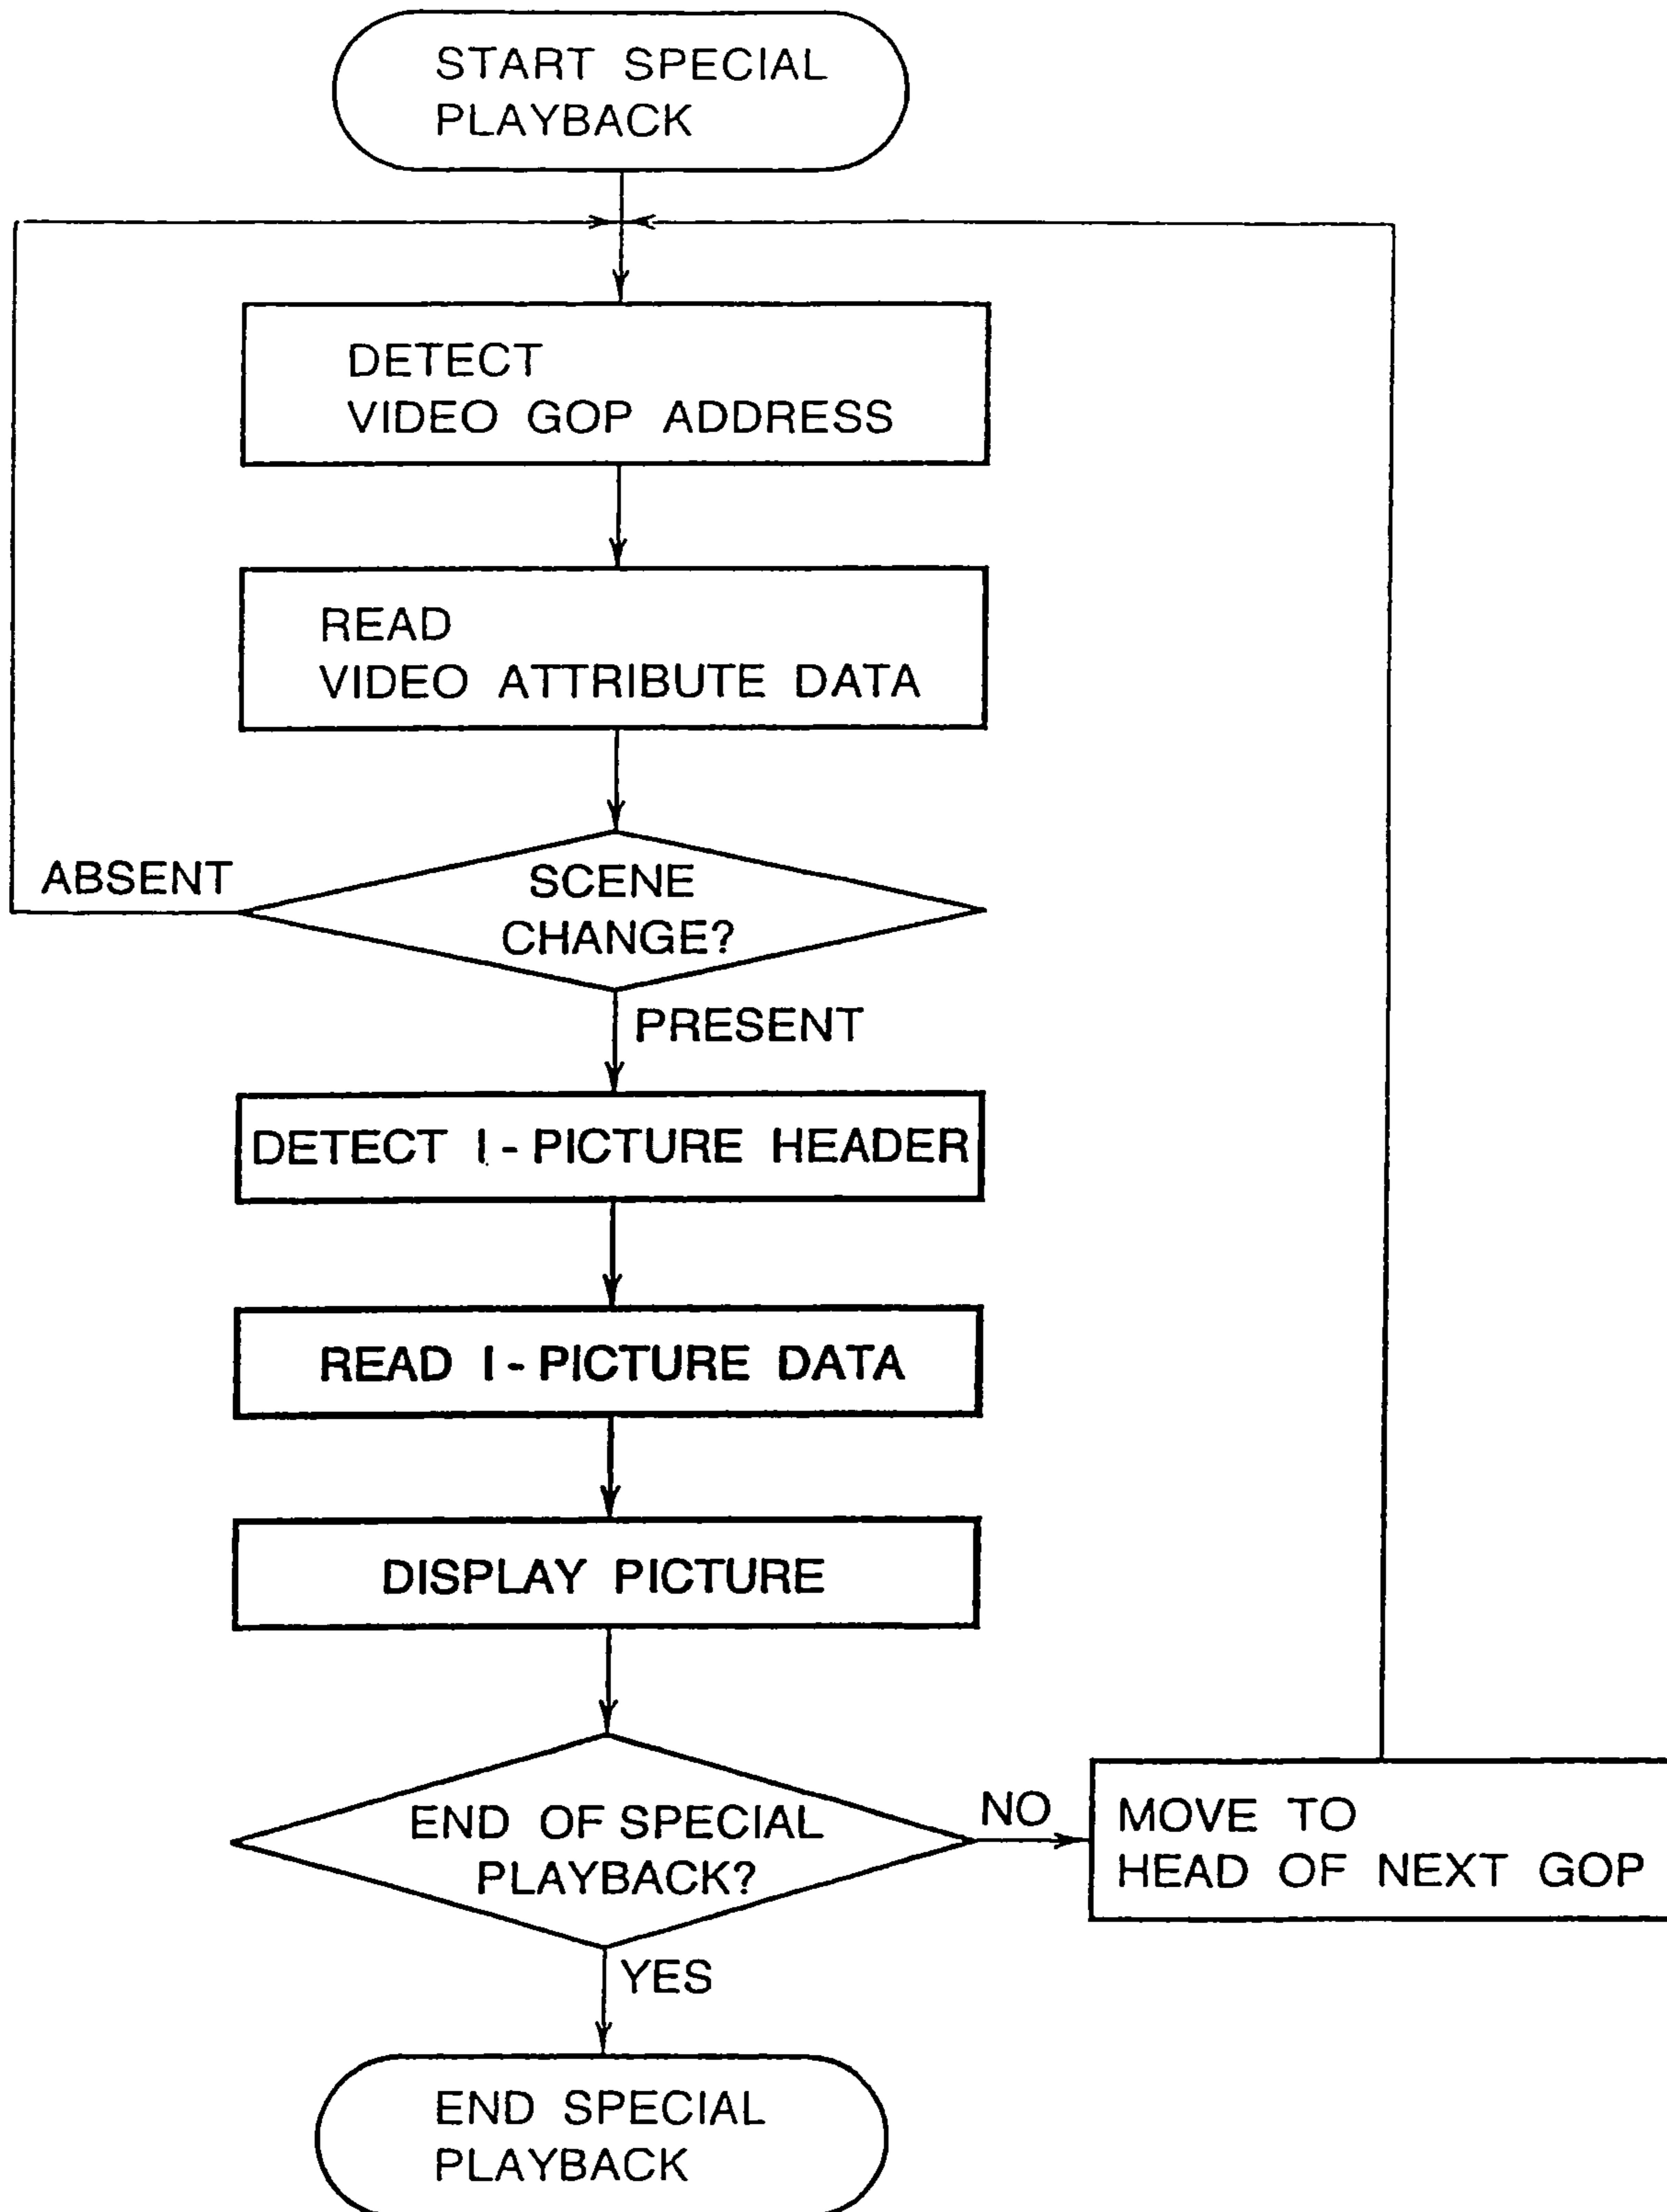 START SPECIAL
PLAYBACK
DETECT
VIDEO GOP ADDRESS
READ
VIDEO ATTRIBUTE DATA
ABSENT
SCENE
CHANGE?
PRESENT
DETECT I-PICTURE HEADER
READ I-PICTURE DATA
DISPLAY PICTURE
END OF SPECIAL
PLAYBACK?
NO
MOVE TO
HEAD OF NEXT GOP
YES
END SPECIAL
PLAYBACK